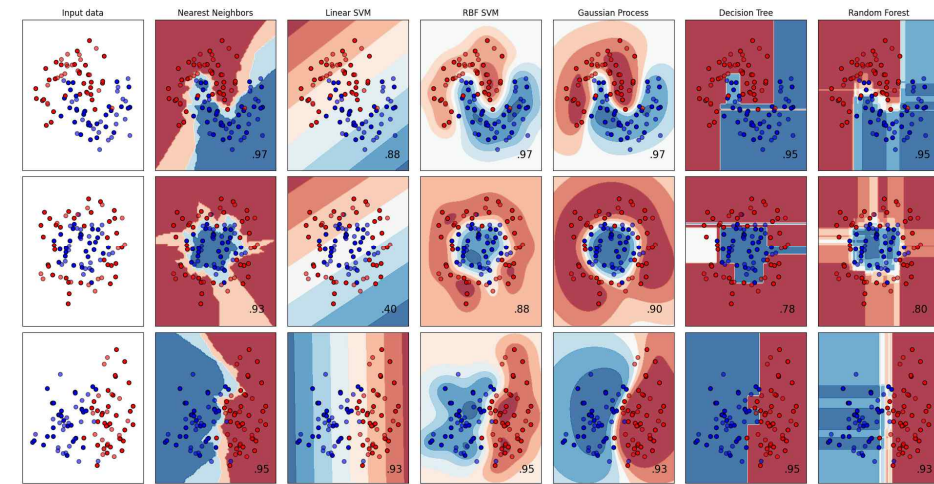 Input data
Nearest Neighbors
Linear SVM
RBF SVM
Gaussian Process
Decision Tree
Random Forest
.97
.88
.97
.97
.95
.95
.93
.40
.88
.90
.78
.80
.95
.93
.95
.93
.95
.93